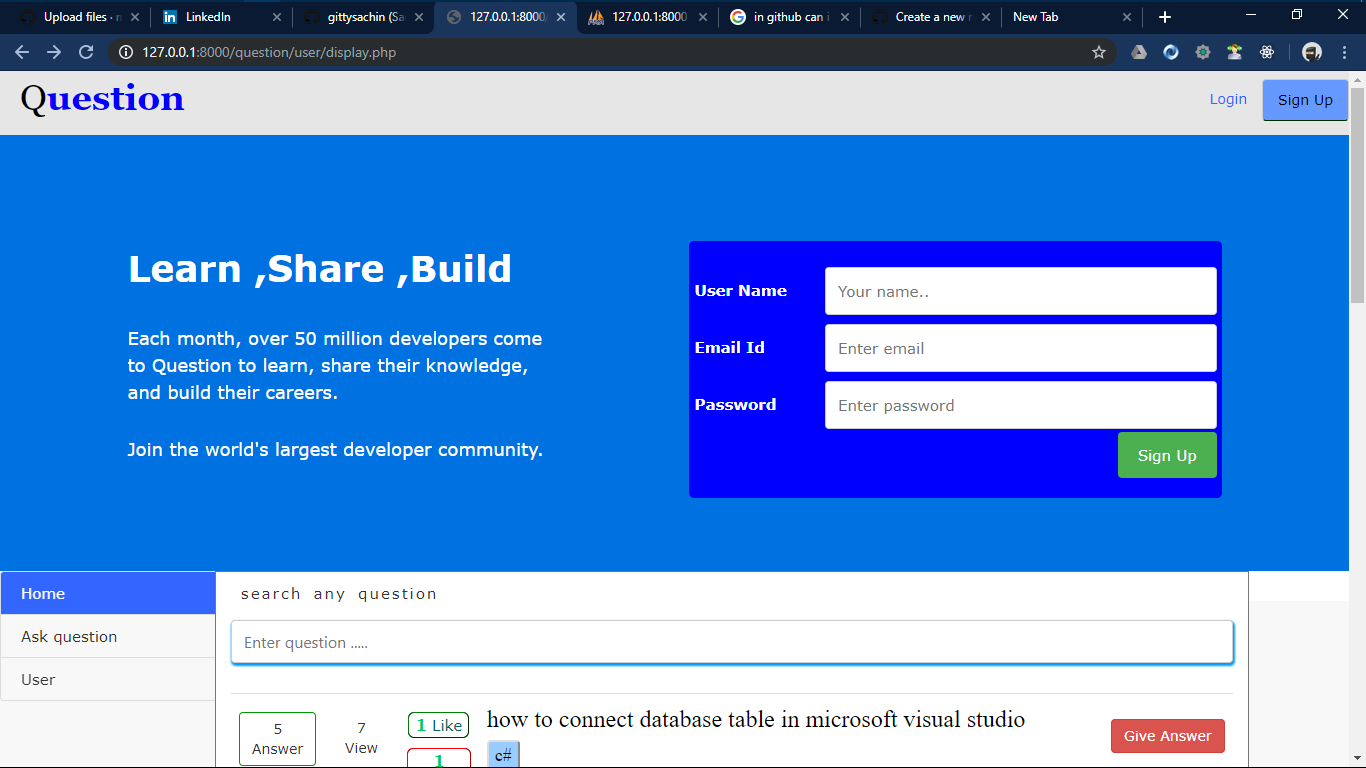 Upload files · m
LinkedIn
gittysachin (Sa
127.0.0.1:8000/
127.0.0.1:8000
in github can i
Create a new r
New Tab
127.0.0.1:8000/question/user/display.php
Question
Login
Sign Up
Learn ,Share ,Build
Each month, over 50 million developers come
to Question to learn, share their knowledge,
and build their careers.
Join the world's largest developer community.
User Name
Your name..
Email Id
Enter email
Password
Enter password
Sign Up
Home
Ask question
User
search any question
Enter question .....
5
Answer
7
View
1 Like
1
how to connect database table in microsoft visual studio
c#
Give Answer